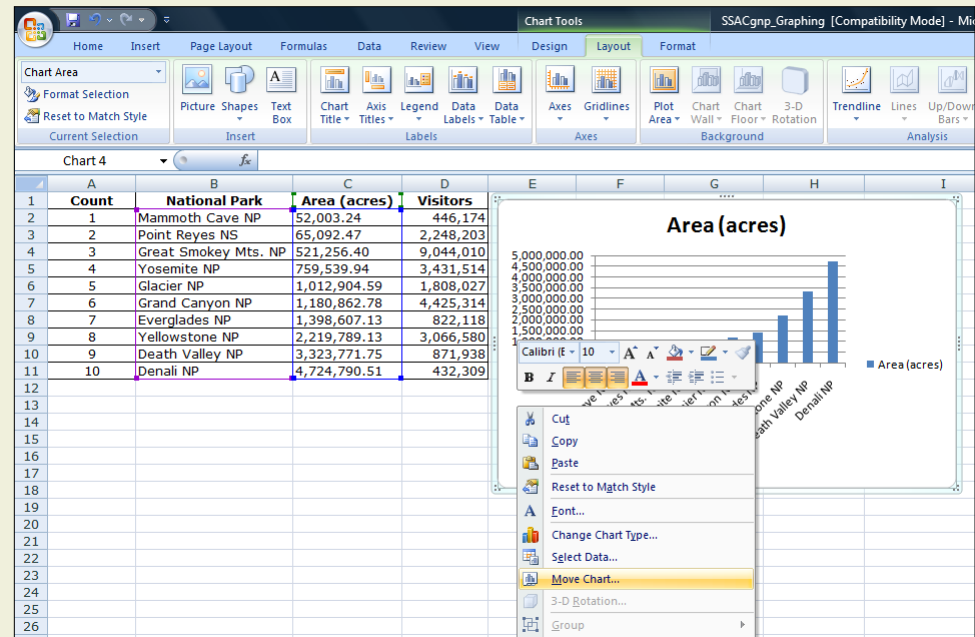 Chart Tools SSACgnp_Graphing [Compatibility Mode] - Mic
Home Insert Page Layout Formulas Data Review View Design Layout Format
Chart Area
Format Selection
Reset to Match Style
Current Selection
Picture Shapes Text Box
Insert
Chart Title Axis Titles Legend Data Labels Data Table
Labels
Axes Gridlines
Axes
Plot Area Chart Wall Chart Floor 3-D Rotation
Background
Trendline Lines Up/Down Bars
Analysis
Chart 4 fx
A B C D E F G H I
1 Count National Park Area (acres) Visitors
2 1 Mammoth Cave NP 52,003.24 446,174
3 2 Point Reyes NS 65,092.47 2,248,203
4 3 Great Smokey Mts. NP 521,256.40 9,044,010
5 4 Yosemite NP 759,539.94 3,431,514
6 5 Glacier NP 1,012,904.59 1,808,027
7 6 Grand Canyon NP 1,180,862.78 4,425,314
8 7 Everglades NP 1,398,607.13 822,118
9 8 Yellowstone NP 2,219,789.13 3,066,580
10 9 Death Valley NP 3,323,771.75 871,938
11 10 Denali NP 4,724,790.51 432,309
12
13
14
15
16
17
18
19
20
21
22
23
24
25
26
Area (acres)
5,000,000.00
4,500,000.00
4,000,000.00
3,500,000.00
3,000,000.00
2,500,000.00
2,000,000.00
1,500,000.00
Area (acres)
Valley NP
Denali NP
Calibri (E 10 A A
B I A
Cut
Copy
Paste
Reset to Match Style
Font...
Change Chart Type...
Select Data...
Move Chart...
3-D Rotation...
Group